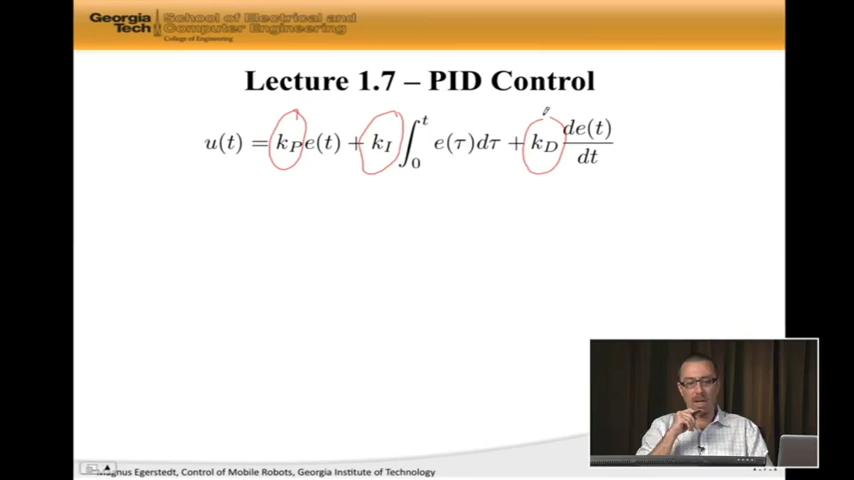 Georgia Tech
School of Electrical and
Computer Engineering
College of Engineering
Lecture 1.7 – PID Control
u(t) = k_P e(t) + k_I ∫_0^t e(τ)dτ + k_D de(t)/dt
Magnus Egerstedt, Control of Mobile Robots, Georgia Institute of Technology